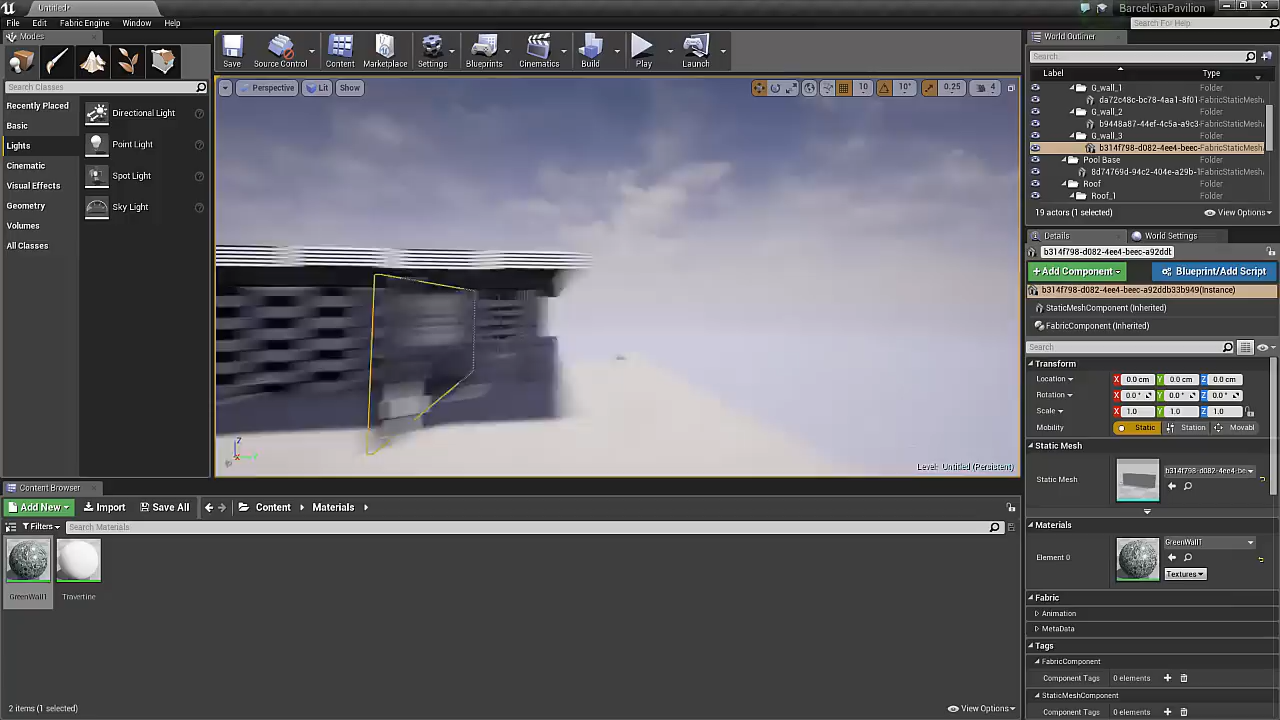 Untitled*
BarcelonaPavilion
File Edit Fabric Engine Window Help
Search For Help
Modes
World Outliner
Search Classes
Save Source Control Content Marketplace Settings Blueprints Cinematics Build Play Launch
Search...
Label Type
Recently Placed
Basic
Lights
Cinematic
Visual Effects
Geometry
Volumes
All Classes
Directional Light
Point Light
Spot Light
Sky Light
Perspective Lit Show
10 10° 0.25 4
G_wall_1 Folder
da72c48c-bc78-4aa1-8f01- FabricStaticMesh
G_wall_2 Folder
b9448a87-44ef-4c5a-a9c3- FabricStaticMesh
G_wall_3 Folder
b314f798-d082-4ee4-beec- FabricStaticMesh
Pool Base Folder
8d74769d-94c2-404e-a29b-1 FabricStaticMesh
Roof Folder
Roof_1 Folder
19 actors (1 selected) View Options
Details World Settings
b314f798-d082-4ee4-beec-a92ddb
+Add Component Blueprint/Add Script
b314f798-d082-4ee4-beec-a92ddb33b949(Instance)
StaticMeshComponent (Inherited)
FabricComponent (Inherited)
Search
Transform
Location X 0.0 cm Y 0.0 cm Z 0.0 cm
Rotation X 0.0 ° Y 0.0 ° Z 0.0 °
Scale X 1.0 Y 1.0 Z 1.0
Mobility Static Station Movabl
Static Mesh
Static Mesh b314f798-d082-4ee4-be
Materials
Element 0 GreenWall1
Textures
Fabric
Animation
MetaData
Tags
FabricComponent
Component Tags 0 elements
StaticMeshComponent
Component Tags 0 elements
Z
X Y
Level: Untitled (Persistent)
Content Browser
Add New Import Save All Content Materials
Filters Search Materials
GreenWall1 Travertine
2 items (1 selected) View Options